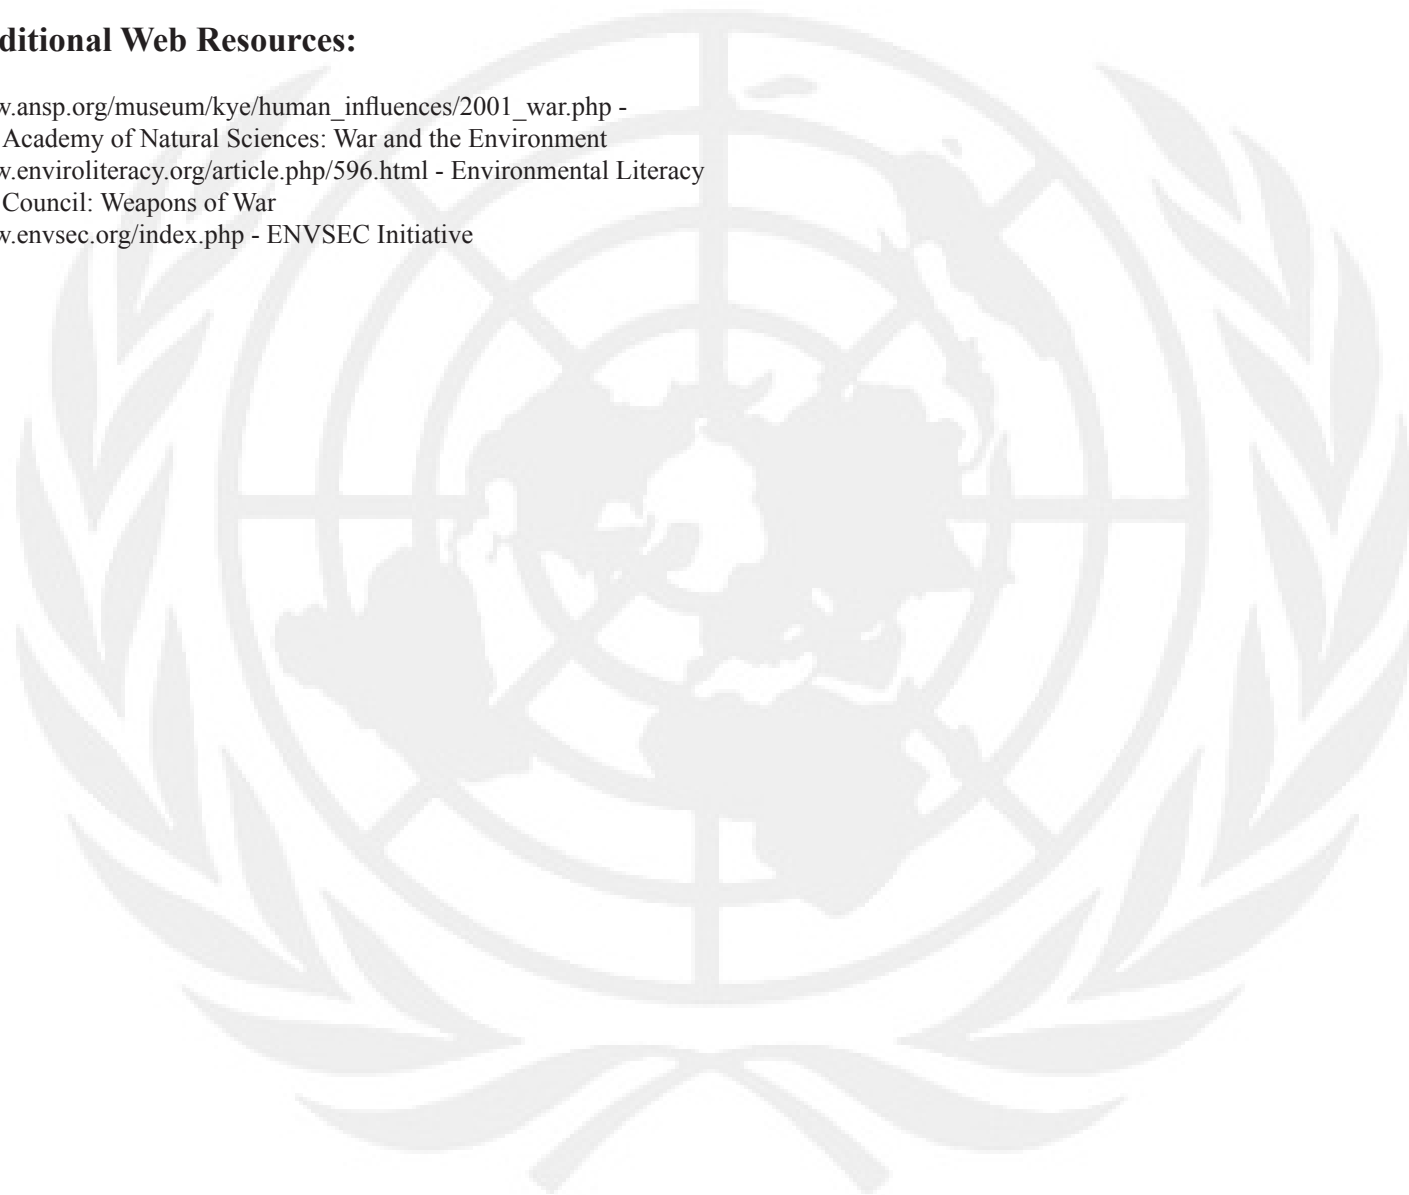 ditional Web Resources:
w.ansp.org/museum/kye/human_influences/2001_war.php -
Academy of Natural Sciences: War and the Environment
w.enviroliteracy.org/article.php/596.html - Environmental Literacy
Council: Weapons of War
w.envsec.org/index.php - ENVSEC Initiative